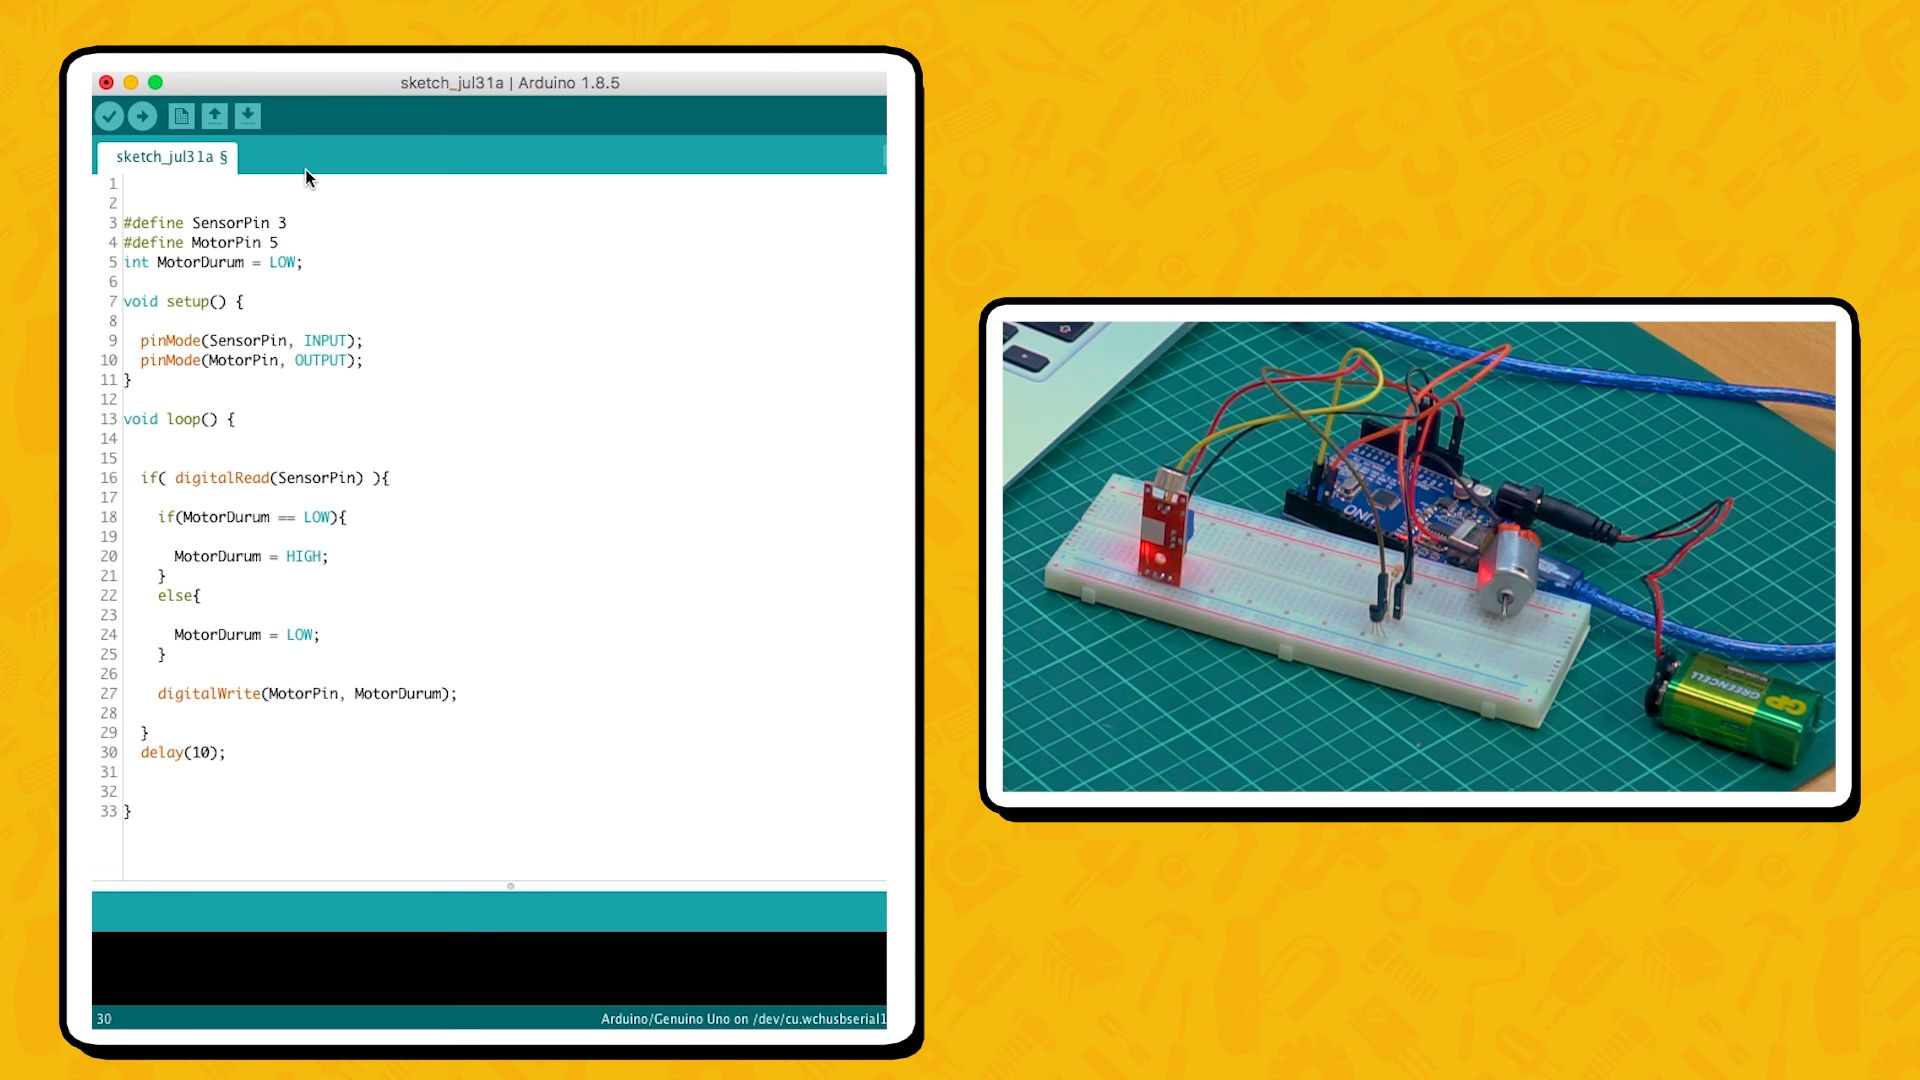 sketch_jul31a | Arduino 1.8.5
sketch_jul31a §
1
2
3 #define SensorPin 3
4 #define MotorPin 5
5 int MotorDurum = LOW;
6
7 void setup() {
8
9 pinMode(SensorPin, INPUT);
10 pinMode(MotorPin, OUTPUT);
11 }
12
13 void loop() {
14
15
16 if( digitalRead(SensorPin) ){
17
18 if(MotorDurum == LOW){
19
20 MotorDurum = HIGH;
21 }
22 else{
23
24 MotorDurum = LOW;
25 }
26
27 digitalWrite(MotorPin, MotorDurum);
28
29 }
30 delay(10);
31
32
33 }
30
Arduino/Genuino Uno on /dev/cu.wchusbserial1
UNO
GP
GREENCELL